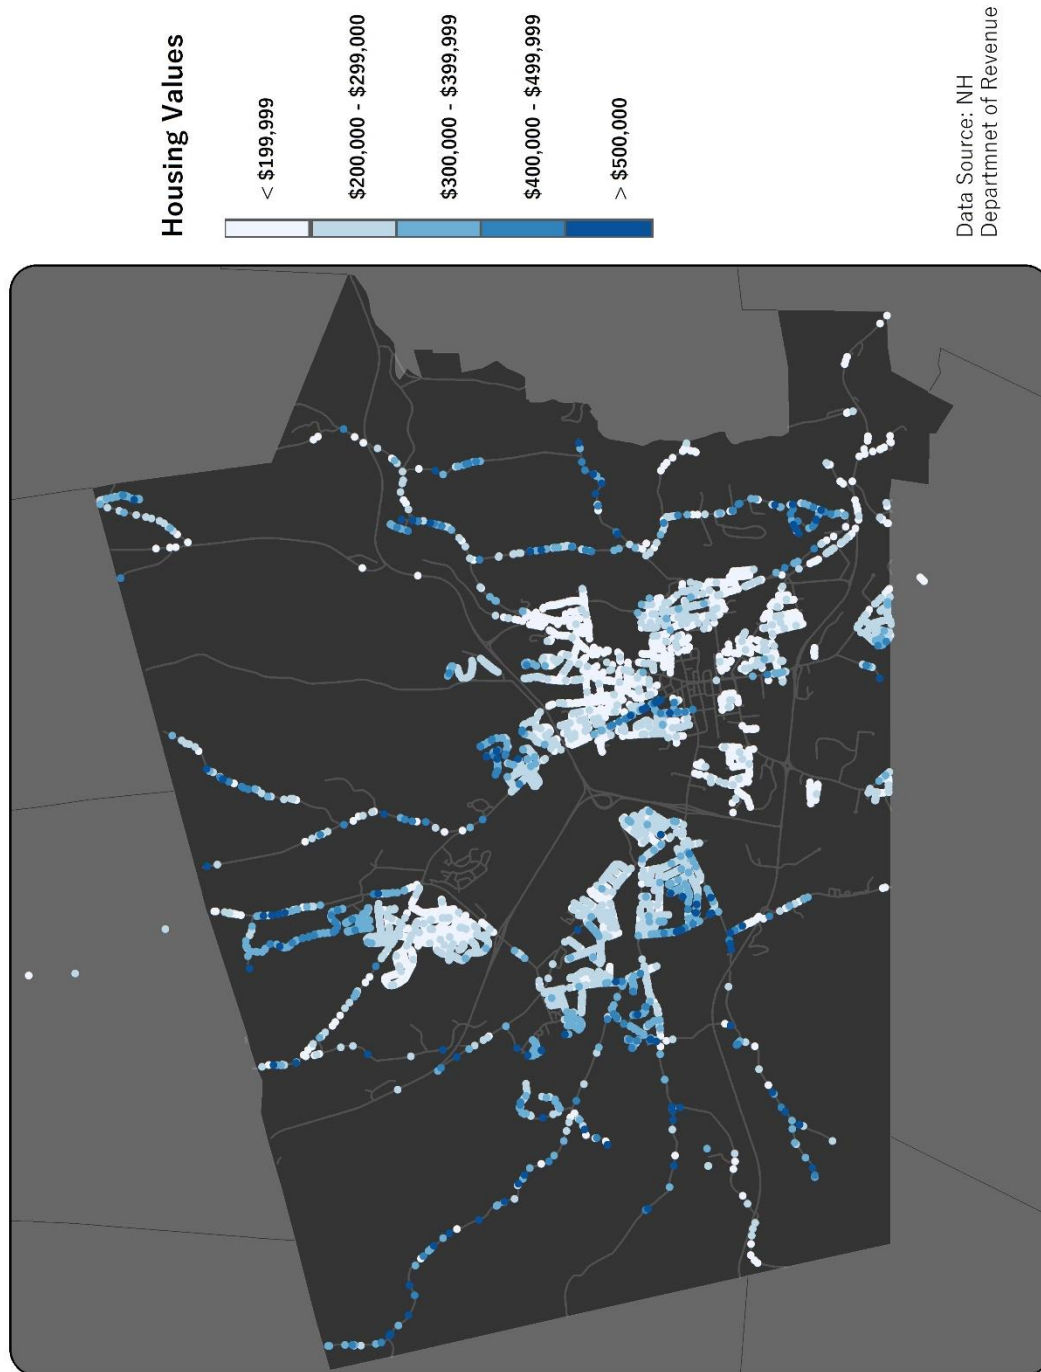 Housing Values
< $199,999
$200,000 - $299,000
$300,000 - $399,999
$400,000 - $499,999
> $500,000
Data Source: NH
Departmnet of Revenue